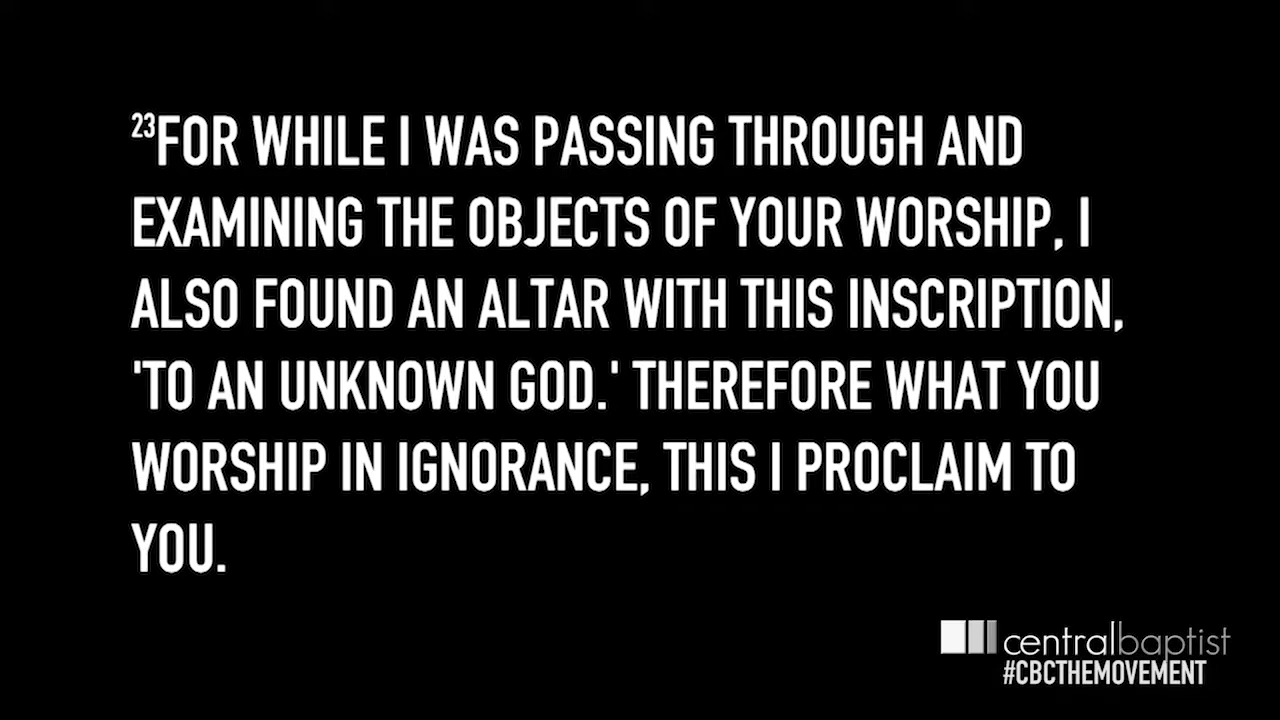 23FOR WHILE I WAS PASSING THROUGH AND
EXAMINING THE OBJECTS OF YOUR WORSHIP, I
ALSO FOUND AN ALTAR WITH THIS INSCRIPTION,
'TO AN UNKNOWN GOD.' THEREFORE WHAT YOU
WORSHIP IN IGNORANCE, THIS I PROCLAIM TO
YOU.
centralbaptist
#CBCTHEMOVEMENT